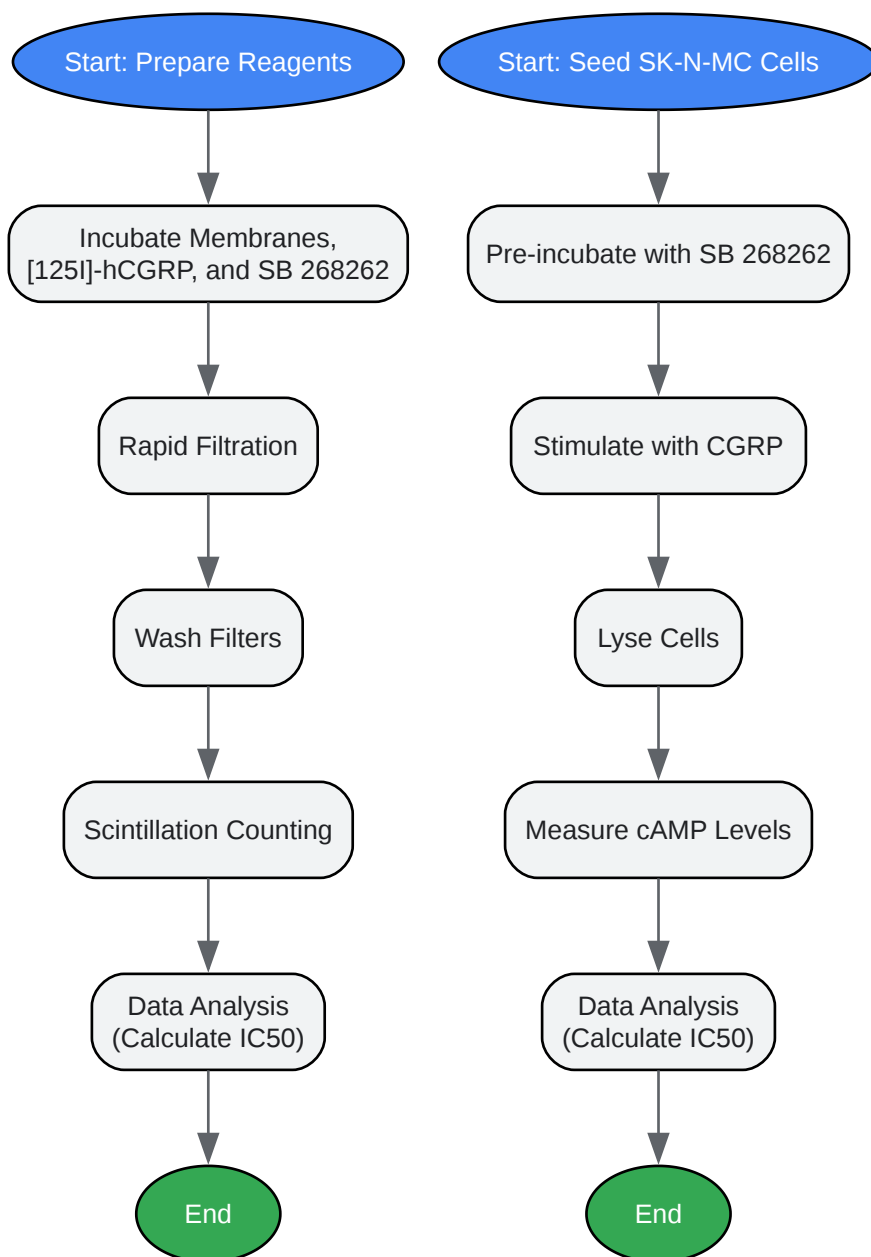 Start: Prepare Reagents
Incubate Membranes,
[125I]-hCGRP, and SB 268262
Rapid Filtration
Wash Filters
Scintillation Counting
Data Analysis
(Calculate IC50)
End
Start: Seed SK-N-MC Cells
Pre-incubate with SB 268262
Stimulate with CGRP
Lyse Cells
Measure cAMP Levels
Data Analysis
(Calculate IC50)
End